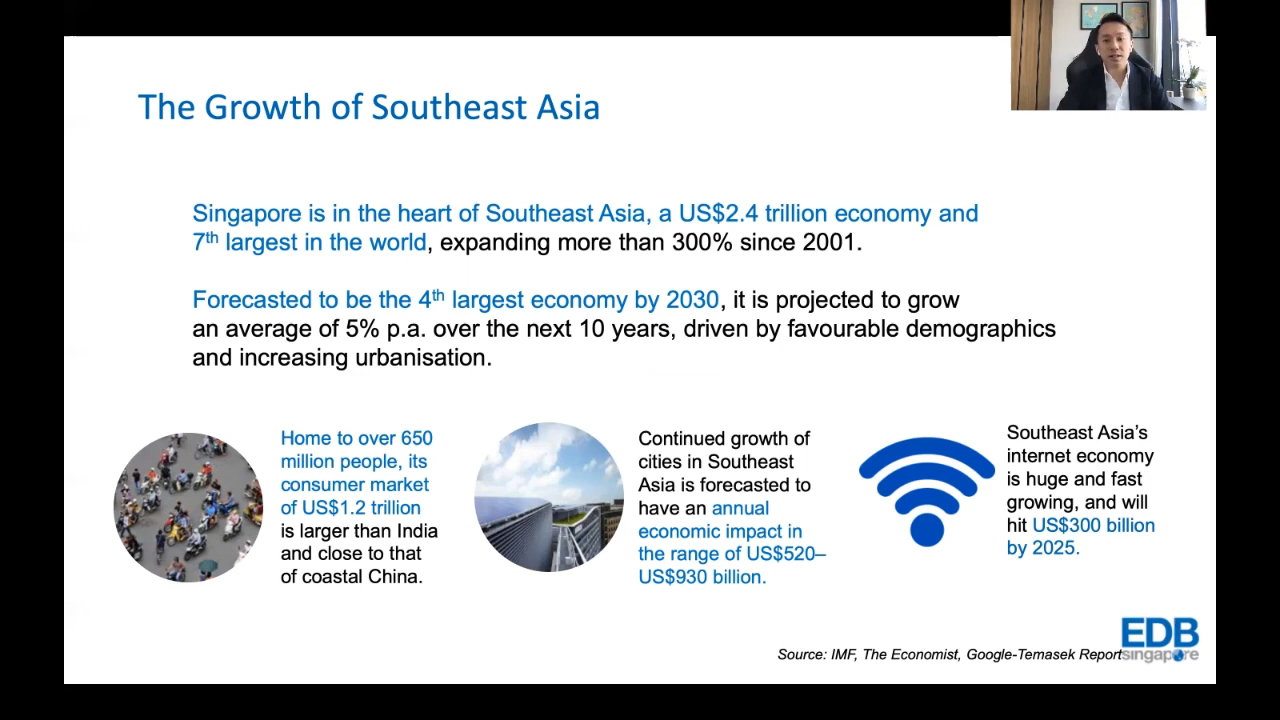 The Growth of Southeast Asia
Singapore is in the heart of Southeast Asia, a US$2.4 trillion economy and
7th largest in the world, expanding more than 300% since 2001.
Forecasted to be the 4th largest economy by 2030, it is projected to grow
an average of 5% p.a. over the next 10 years, driven by favourable demographics
and increasing urbanisation.
Home to over 650
million people, its
consumer market
of US$1.2 trillion
is larger than India
and close to that
of coastal China.
Continued growth of
cities in Southeast
Asia is forecasted to
have an annual
economic impact in
the range of US$520–
US$930 billion.
Southeast Asia's
internet economy
is huge and fast
growing, and will
hit US$300 billion
by 2025.
Source: IMF, The Economist, Google-Temasek Report
EDB
singapore